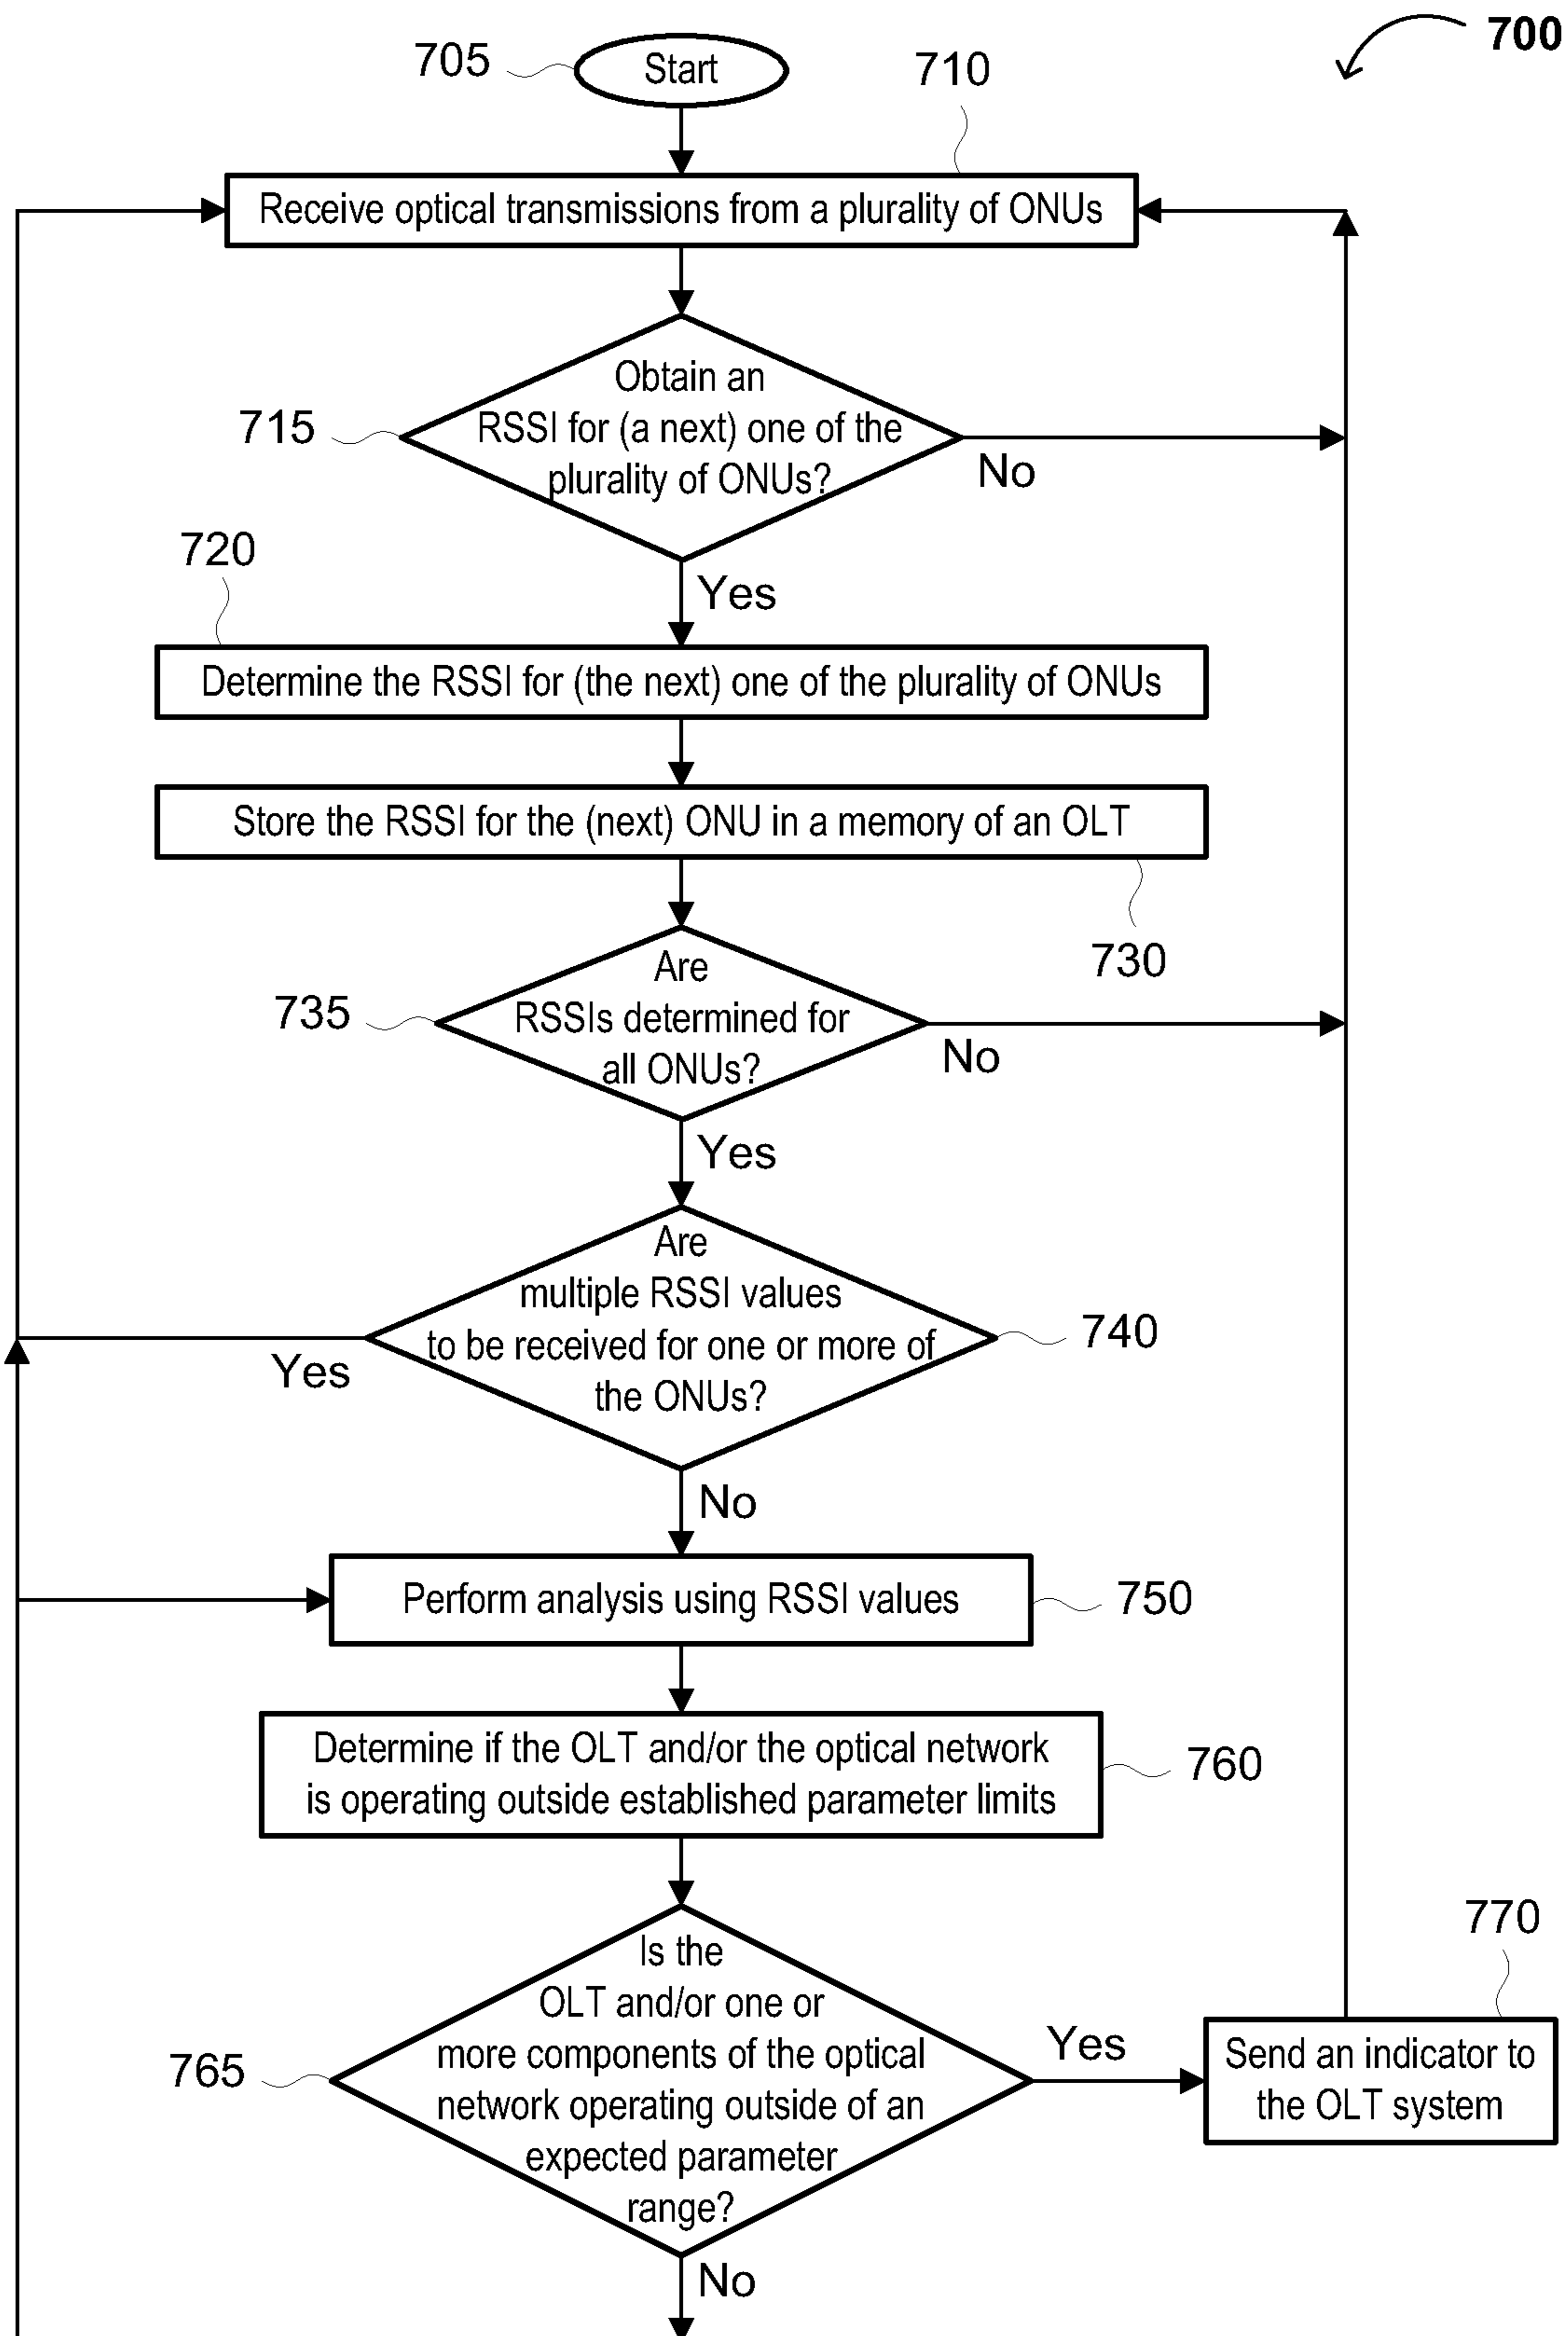 700
705
Start
710
Receive optical transmissions from a plurality of ONUs
715
Obtain an
RSSI for (a next) one of the
plurality of ONUs?
No
Yes
720
Determine the RSSI for (the next) one of the plurality of ONUs
Store the RSSI for the (next) ONU in a memory of an OLT
730
735
Are
RSSIs determined for
all ONUs?
No
Yes
Are
multiple RSSI values
to be received for one or more of
the ONUs?
740
Yes
No
Perform analysis using RSSI values
750
Determine if the OLT and/or the optical network
is operating outside established parameter limits
760
765
Is the
OLT and/or one or
more components of the optical
network operating outside of an
expected parameter
range?
Yes
770
Send an indicator to
the OLT system
No